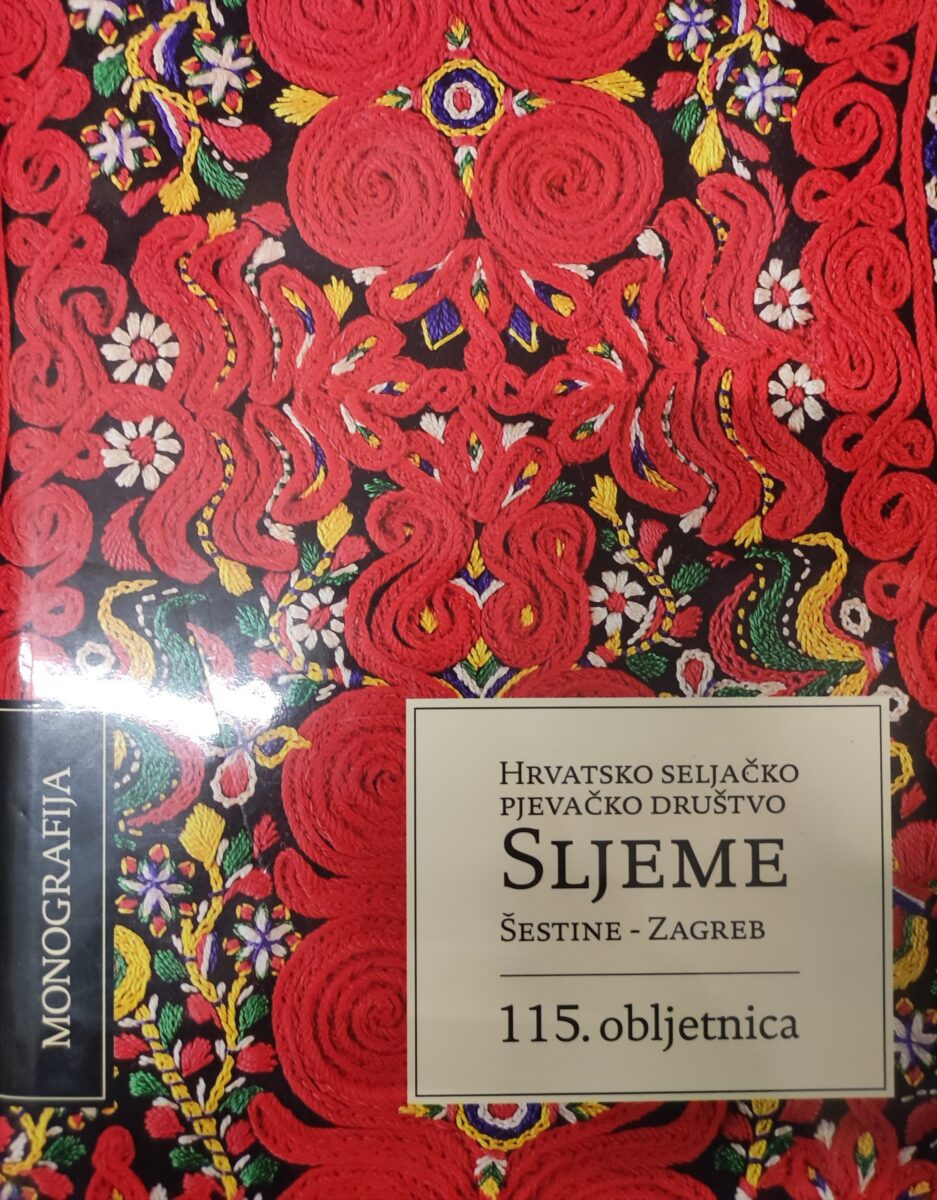 MONOGRAFIJA
HRVATSKO SELJAČKO
PJEVAČKO DRUŠTVO
SLJEME
ŠESTINE - ZAGREB
115. obljetnica